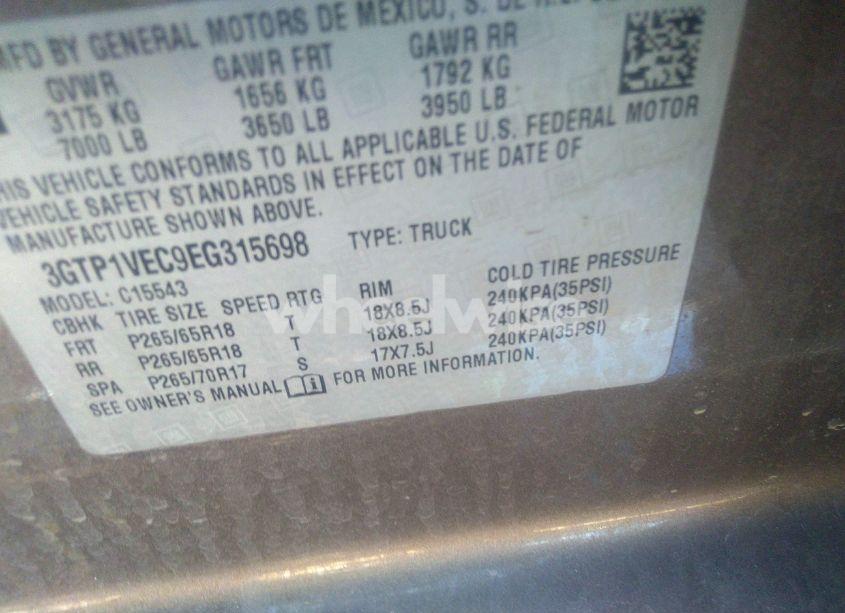 MFD BY GENERAL MOTORS DE MEXICO, S. DE R.L.
GVWR GAWR FRT GAWR RR
3175 KG 1656 KG 1792 KG
7000 LB 3650 LB 3950 LB
THIS VEHICLE CONFORMS TO ALL APPLICABLE U.S. FEDERAL MOTOR
VEHICLE SAFETY STANDARDS IN EFFECT ON THE DATE OF
MANUFACTURE SHOWN ABOVE.
3GTP1VEC9EG315698 TYPE: TRUCK
MODEL: C15543
CBHK TIRE SIZE SPEED RTG RIM COLD TIRE PRESSURE
FRT P265/65R18 T 18X8.5J 240KPA(35PSI)
RR P265/65R18 T 18X8.5J 240KPA(35PSI)
SPA P265/70R17 S 17X7.5J 240KPA(35PSI)
SEE OWNER'S MANUAL FOR MORE INFORMATION.